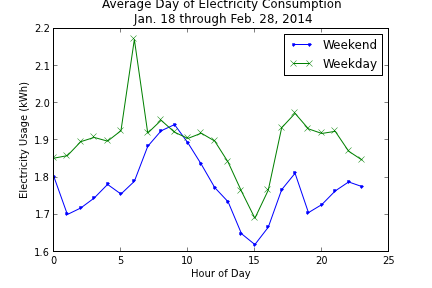 Average Day of Electricity Consumption
Jan. 18 through Feb. 28, 2014
2.2
2.1
2.0
1.9
1.8
1.7
1.6
Electricity Usage (kWh)
Weekend
Weekday
0
5
10
15
20
25
Hour of Day